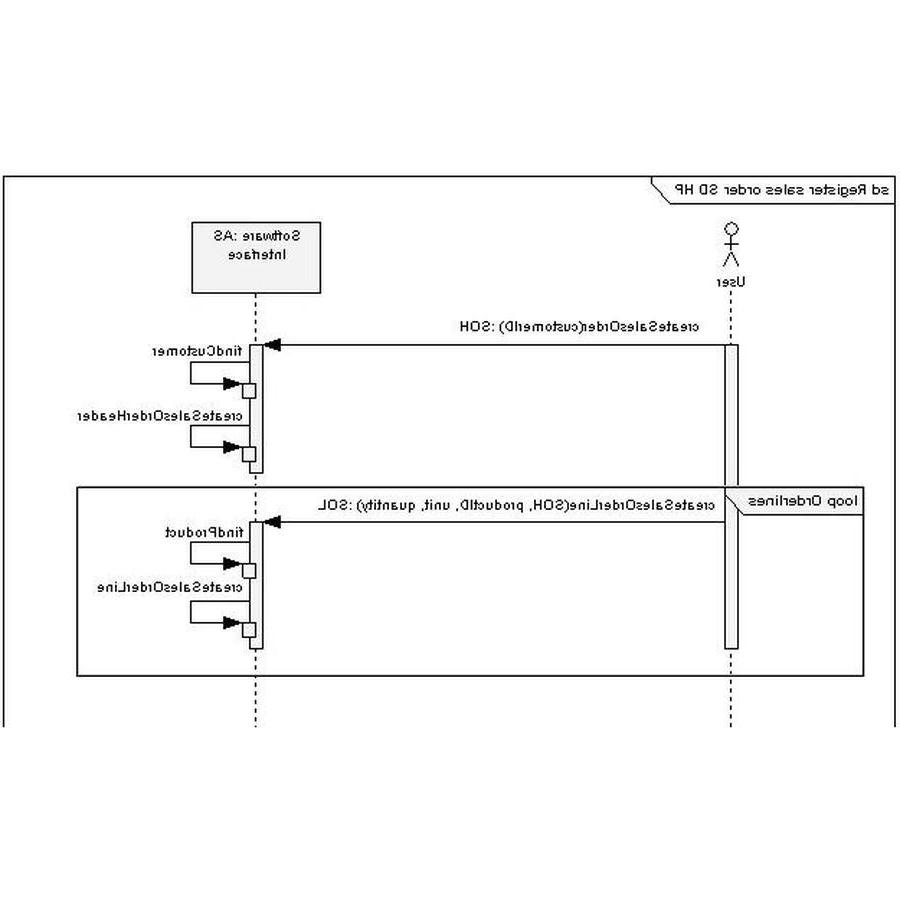 sd Register sales order SD HP
User
Software :AS
Interface
createSalesOrder(customerID) :SOH
findCustomer
createSalesOrderHeader
loop Orderlines
createSalesOrderLine(SOH, productID, unit, quantity) :SOL
findProduct
createSalesOrderLine